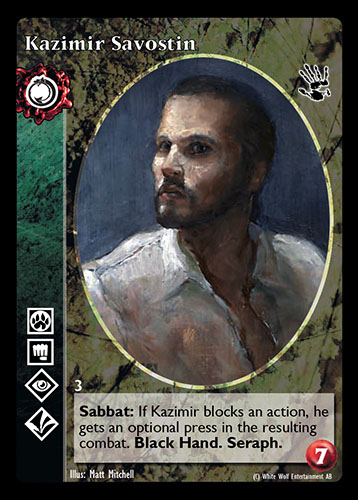 Kazimir Savostin
3
Sabbat: If Kazimir blocks an action, he
gets an optional press in the resulting
combat. Black Hand. Seraph.
7
Illus: Matt Mitchell
(C) White Wolf Entertainment AB